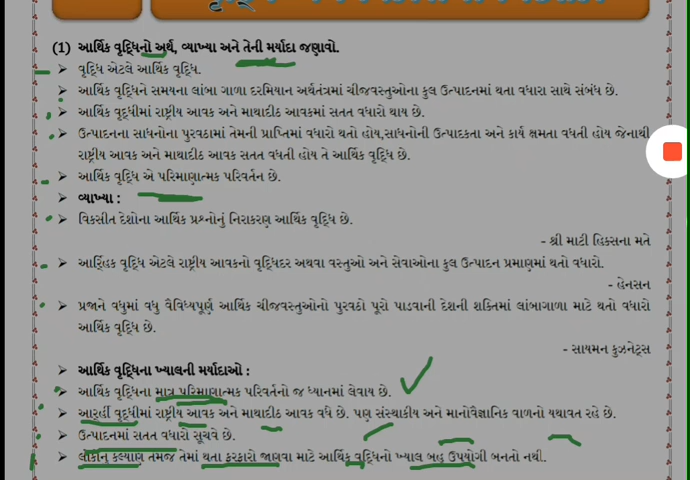 (1) આર્થિક વૃદ્ધિનો અર્થ, વ્યાખ્યા અને તેની મર્યાદા જણાવો.
➢ વૃદ્ધિ એટલે આર્થિક વૃદ્ધિ.
➢ આર્થિક વૃદ્ધિને સમયના લાંબા ગાળા દરમિયાન અર્થતંત્રમાં ચીજવસ્તુઓના કુલ ઉત્પાદનમાં થતા વધારા સાથે સંબંધ છે.
➢ આર્થિક વૃદ્ધીમાં રાષ્ટ્રીય આવક અને માથાદીઠ આવકમાં સતત વધારો થાય છે.
➢ ઉત્પાદનના સાધનોના પુરવઠામાં તેમની પ્રાપ્તિમાં વધારો થતો હોય,સાધનોની ઉત્પાદકતા અને કાર્ય ક્ષમતા વધતી હોય જેનાથી
રાષ્ટ્રીય આવક અને માથાદીઠ આવક સતત વધતી હોય તે આર્થિક વૃદ્ધિ છે.
➢ આર્થિક વૃદ્ધિ એ પરિમાણાત્મક પરિવર્તન છે.
➢ વ્યાખ્યા :
➢ વિકસીત દેશોના આર્થિક પ્રશ્નોનું નિરાકરણ આર્થિક વૃદ્ધિ છે.
- શ્રી માટી હિક્સના મતે
➢ વૃદ્ધિ એટલે રાષ્ટ્રીય આવકનો વૃદ્ધિદર અથવા વસ્તુઓ અને સેવાઓના કુલ ઉત્પાદન પ્રમાણમાં થતો વધારો.
- હેનસન
➢ પ્રજાને વધુમાં વધુ વૈવિધ્યપૂર્ણ આર્થિક ચીજવસ્તુઓનો પુરવઠો પૂરો પાડવાની દેશની શક્તિમાં લાંબાગાળા માટે થતો વધારો
આર્થિક વૃદ્ધિ છે.
- સાયમન કુઝનેટ્સ
➢ આર્થિક વૃદ્ધિના ખ્યાલની મર્યાદાઓ :
➢ આર્થિક વૃદ્ધિના માત્ર પરિમાણાત્મક પરિવર્તનો જ ધ્યાનમાં લેવાય છે.
➢ વૃદ્ધીમાં રાષ્ટ્રીય આવક અને માથાદીઠ આવક વધે છે. પણ સંસ્થાકીય અને માનોવૈજ્ઞાનિક વાળનો યથાવત રહે છે.
➢ ઉત્પાદનમાં સતત વધારો સૂચવે છે.
➢ લોકોનું કલ્યાણ તેમજ તેમાં થતા ફરફારો જાણવા માટે આર્થિક વૃદ્ધિનો ખ્યાલ બહુ ઉપયોગી બનતો નથી.